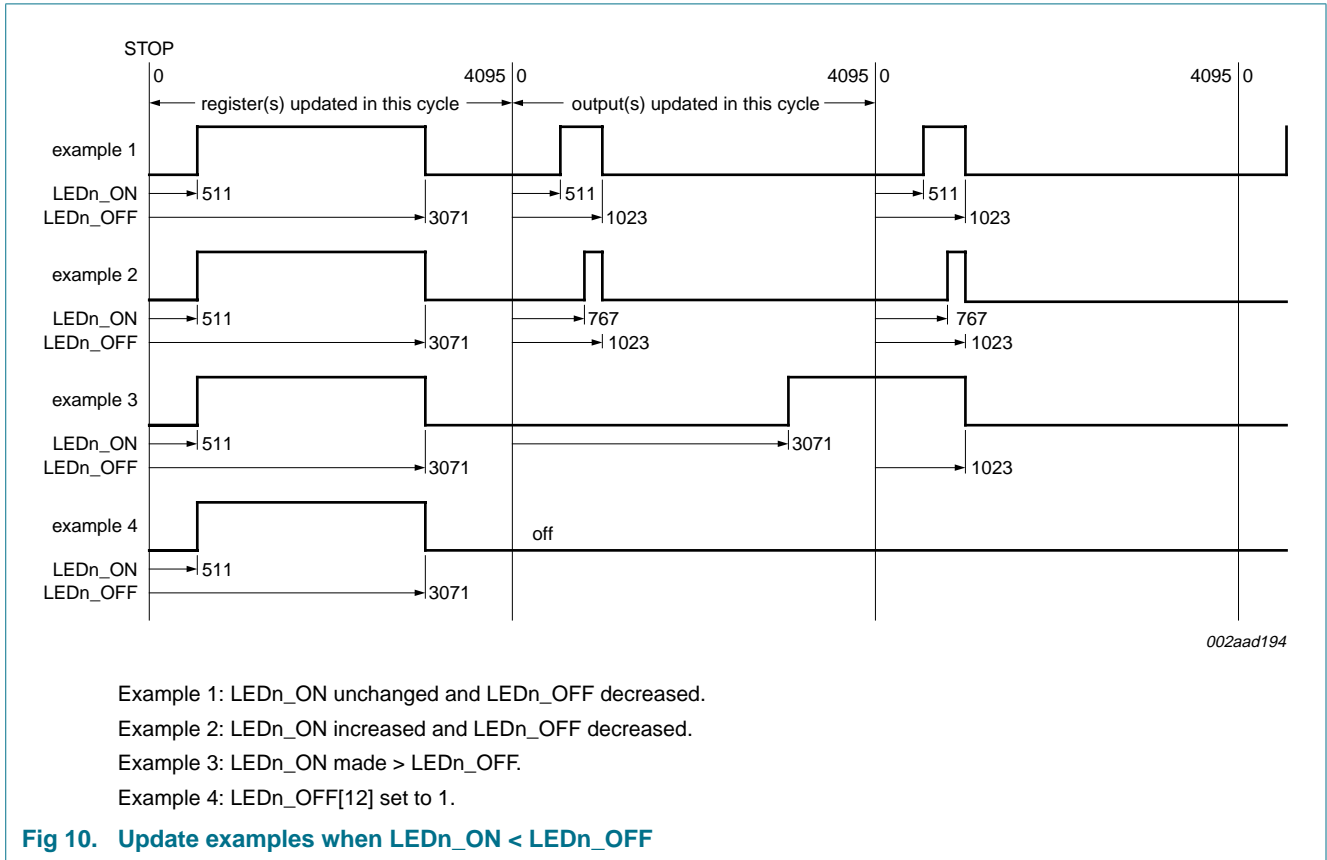 STOP
0 4095 0 4095 0 4095 0
register(s) updated in this cycle output(s) updated in this cycle
example 1
LEDn_ON 511 511 511
LEDn_OFF 3071 1023 1023
example 2
LEDn_ON 511 767 767
LEDn_OFF 3071 1023 1023
example 3
LEDn_ON 511 3071
LEDn_OFF 3071 1023
example 4 off
LEDn_ON 511
LEDn_OFF 3071
002aad194
Example 1: LEDn_ON unchanged and LEDn_OFF decreased.
Example 2: LEDn_ON increased and LEDn_OFF decreased.
Example 3: LEDn_ON made > LEDn_OFF.
Example 4: LEDn_OFF[12] set to 1.
Fig 10. Update examples when LEDn_ON < LEDn_OFF